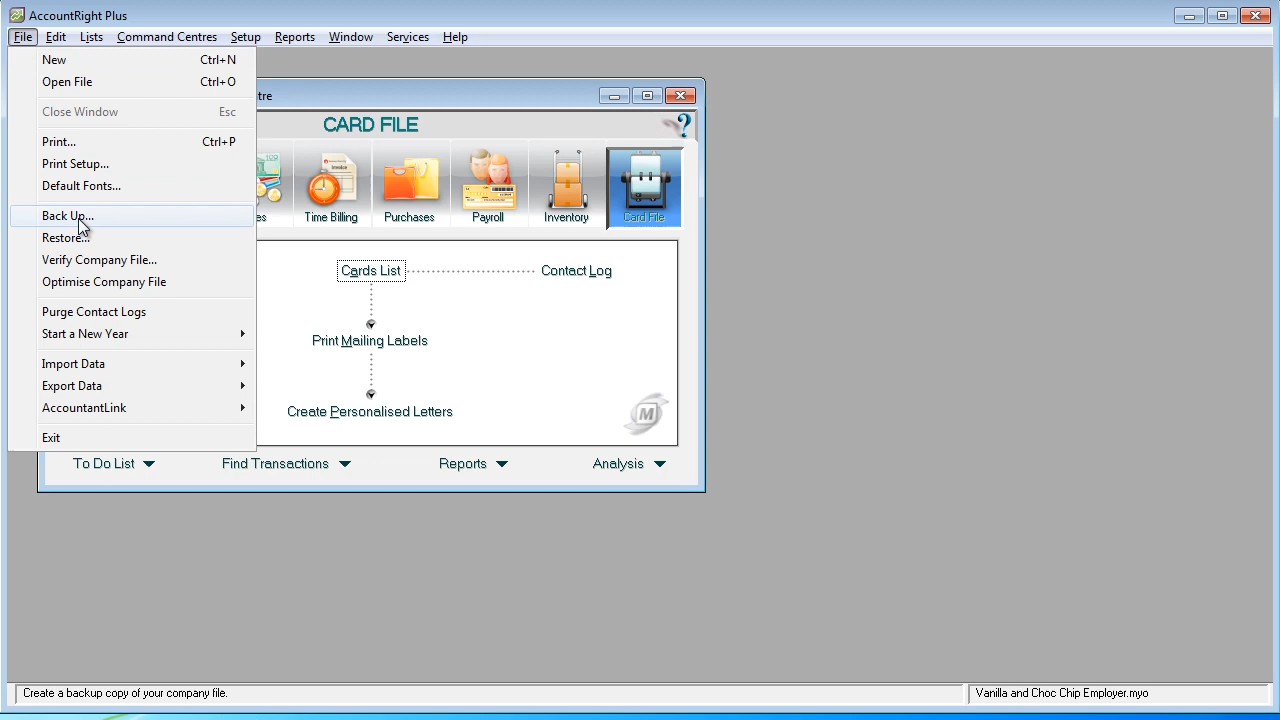 AccountRight Plus
File Edit Lists Command Centres Setup Reports Window Services Help
New Ctrl+N
Open File Ctrl+O
Close Window Esc
Print... Ctrl+P
Print Setup...
Default Fonts...
Back Up...
Restore...
Verify Company File...
Optimise Company File
Purge Contact Logs
Start a New Year
Import Data
Export Data
AccountantLink
Exit
tre
CARD FILE
?
es Time Billing Purchases Payroll Inventory Card File
Cards List Contact Log
Print Mailing Labels
Create Personalised Letters
M
To Do List Find Transactions Reports Analysis
Create a backup copy of your company file. Vanilla and Choc Chip Employer.myo